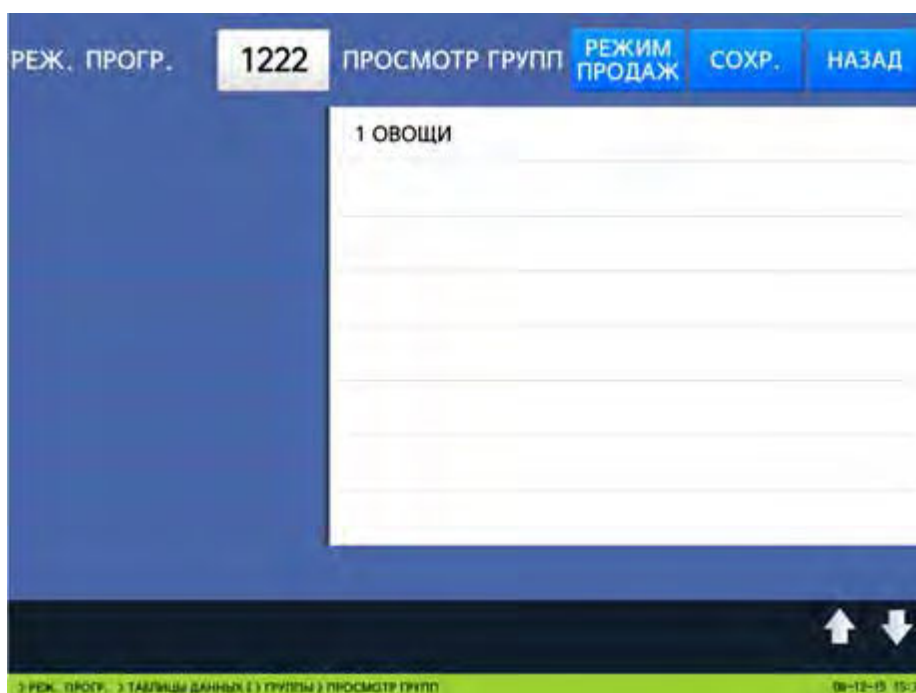 РЕЖ. ПРОГР.
1222
ПРОСМОТР ГРУПП
РЕЖИМ
ПРОДАЖ
СОХР.
НАЗАД
1 ОВОЩИ
> РЕЖ. ПРОГР. > ТАБЛИЦЫ ДАННЫХ > ГРУППЫ > ПРОСМОТР ГРУПП